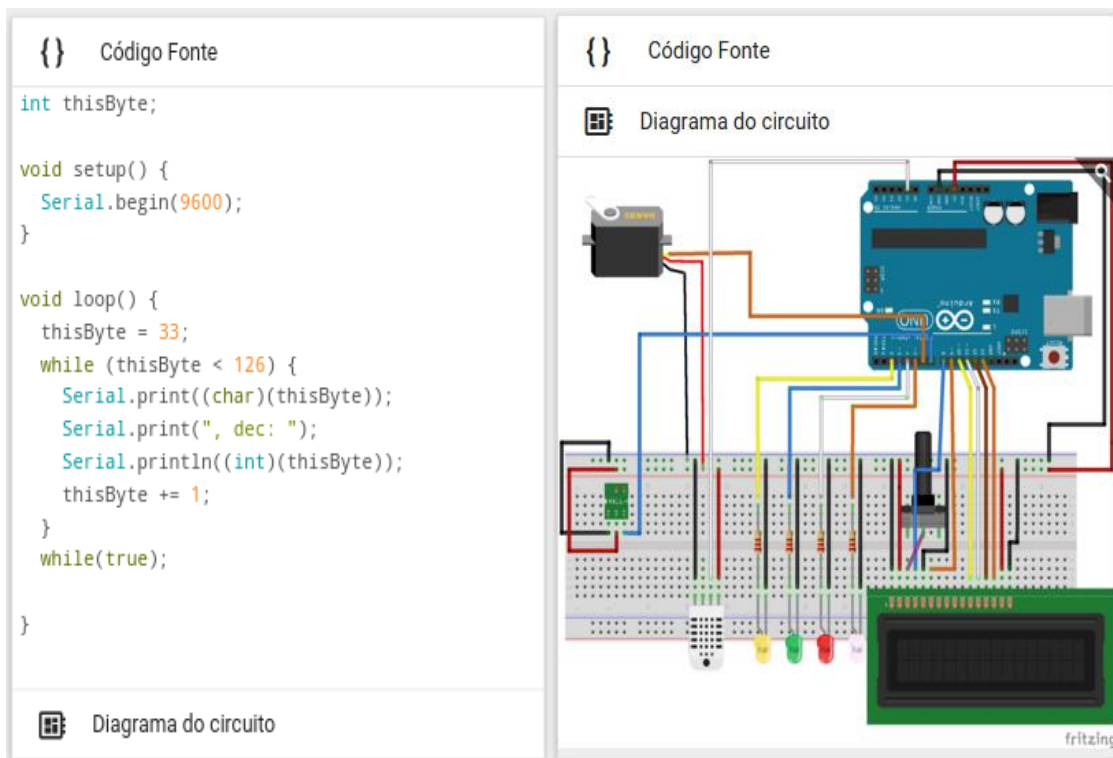 Código Fonte
int thisByte;
void setup() {
Serial.begin(9600);
}
void loop() {
thisByte = 33;
while (thisByte < 126) {
Serial.print((char)(thisByte));
Serial.print(", dec: ");
Serial.println((int)(thisByte));
thisByte += 1;
}
while(true);
}
Diagrama do circuito
Código Fonte
Diagrama do circuito
Arduino
UNO
fritzing